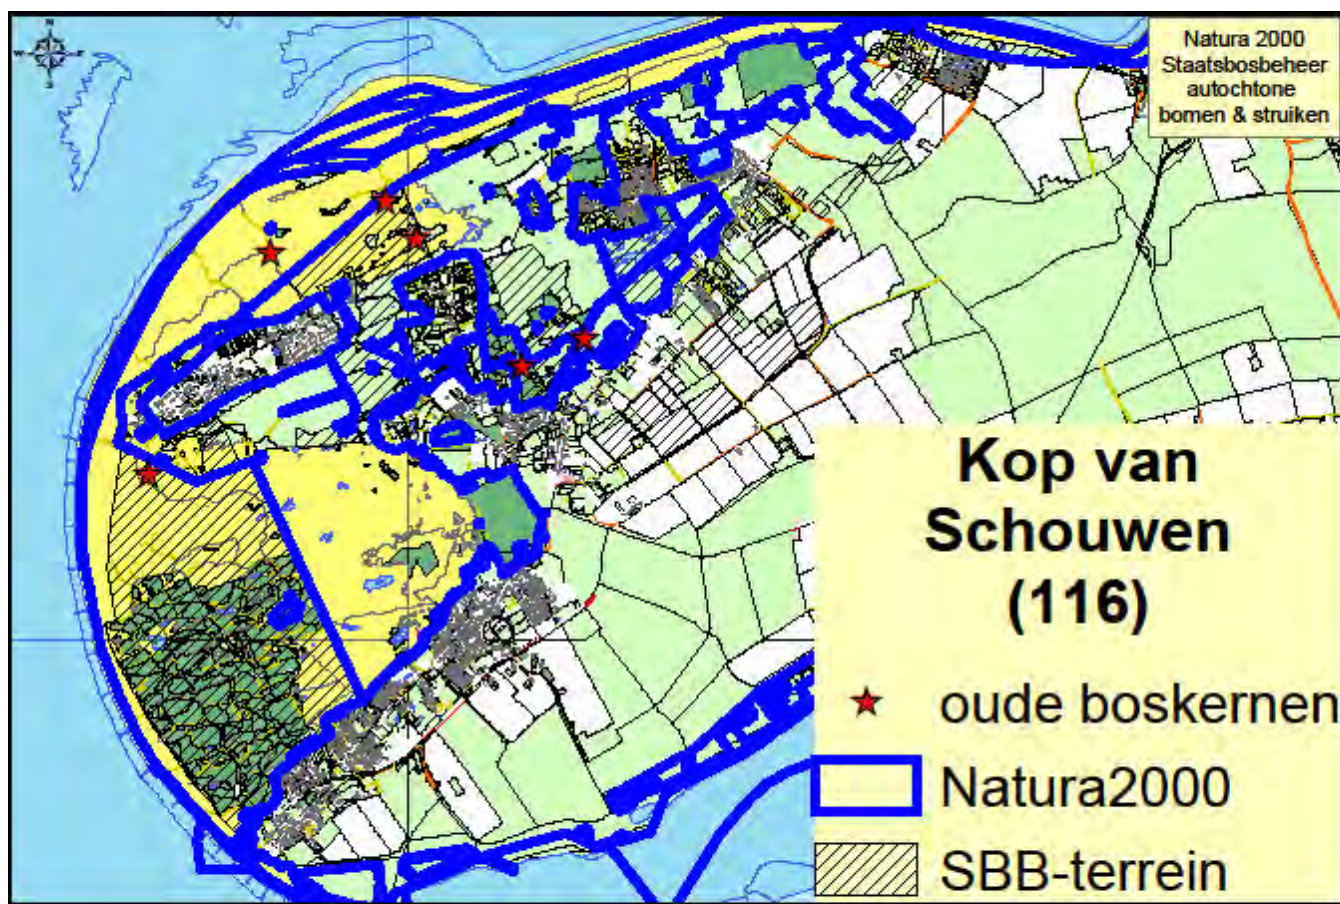 N
Natura 2000
Staatsbosbeheer
autochtone
bomen & struiken
Kop van
Schouwen
(116)
oude boskernen
Natura2000
SBB-terrein